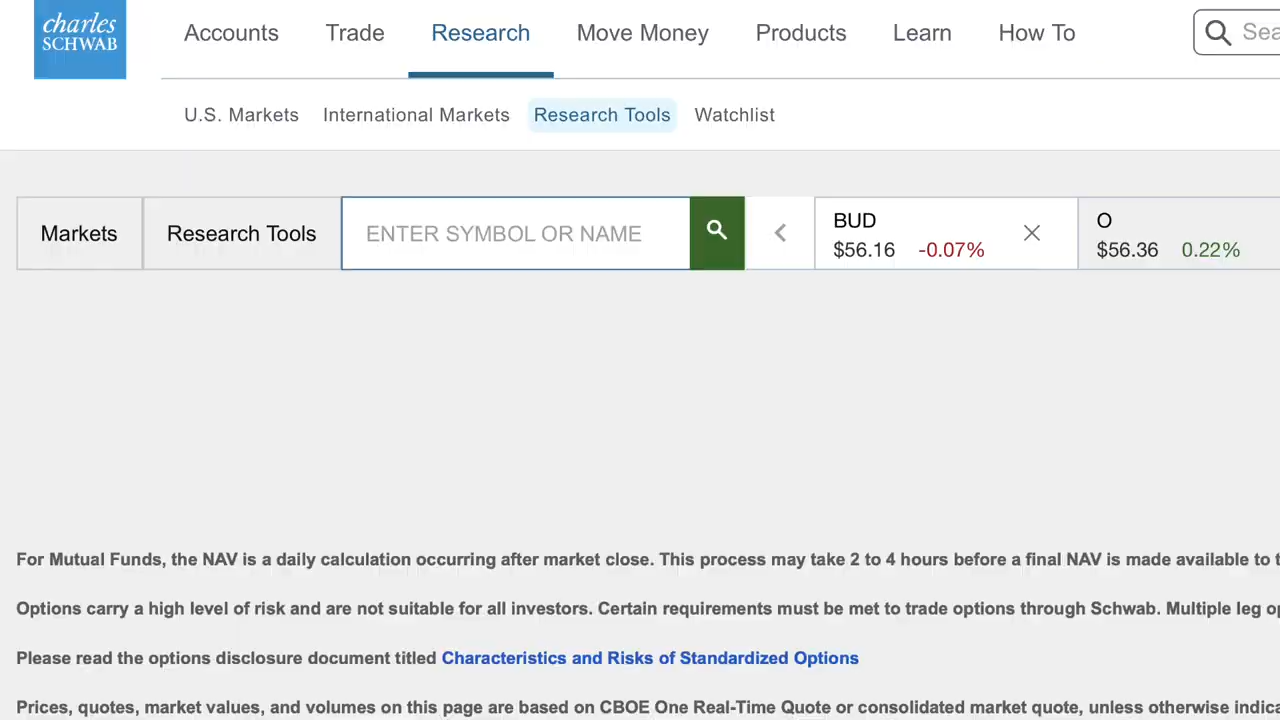 charles
SCHWAB
Accounts Trade Research Move Money Products Learn How To Sea
U.S. Markets International Markets Research Tools Watchlist
Markets Research Tools ENTER SYMBOL OR NAME
BUD
$56.16 -0.07%
O
$56.36 0.22%
For Mutual Funds, the NAV is a daily calculation occurring after market close. This process may take 2 to 4 hours before a final NAV is made available to t
Options carry a high level of risk and are not suitable for all investors. Certain requirements must be met to trade options through Schwab. Multiple leg op
Please read the options disclosure document titled Characteristics and Risks of Standardized Options
Prices, quotes, market values, and volumes on this page are based on CBOE One Real-Time Quote or consolidated market quote, unless otherwise indica